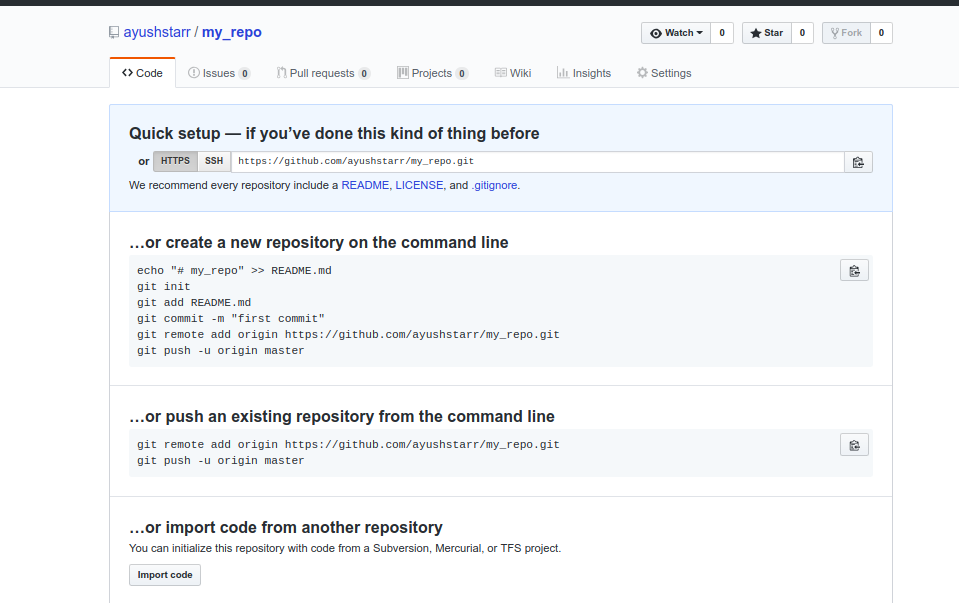 ayushstarr / my_repo
Watch 0 Star 0 Fork 0
Code Issues 0 Pull requests 0 Projects 0 Wiki Insights Settings
Quick setup — if you’ve done this kind of thing before
or HTTPS SSH https://github.com/ayushstarr/my_repo.git
We recommend every repository include a README, LICENSE, and .gitignore.
…or create a new repository on the command line
echo "# my_repo" >> README.md
git init
git add README.md
git commit -m "first commit"
git remote add origin https://github.com/ayushstarr/my_repo.git
git push -u origin master
…or push an existing repository from the command line
git remote add origin https://github.com/ayushstarr/my_repo.git
git push -u origin master
…or import code from another repository
You can initialize this repository with code from a Subversion, Mercurial, or TFS project.
Import code